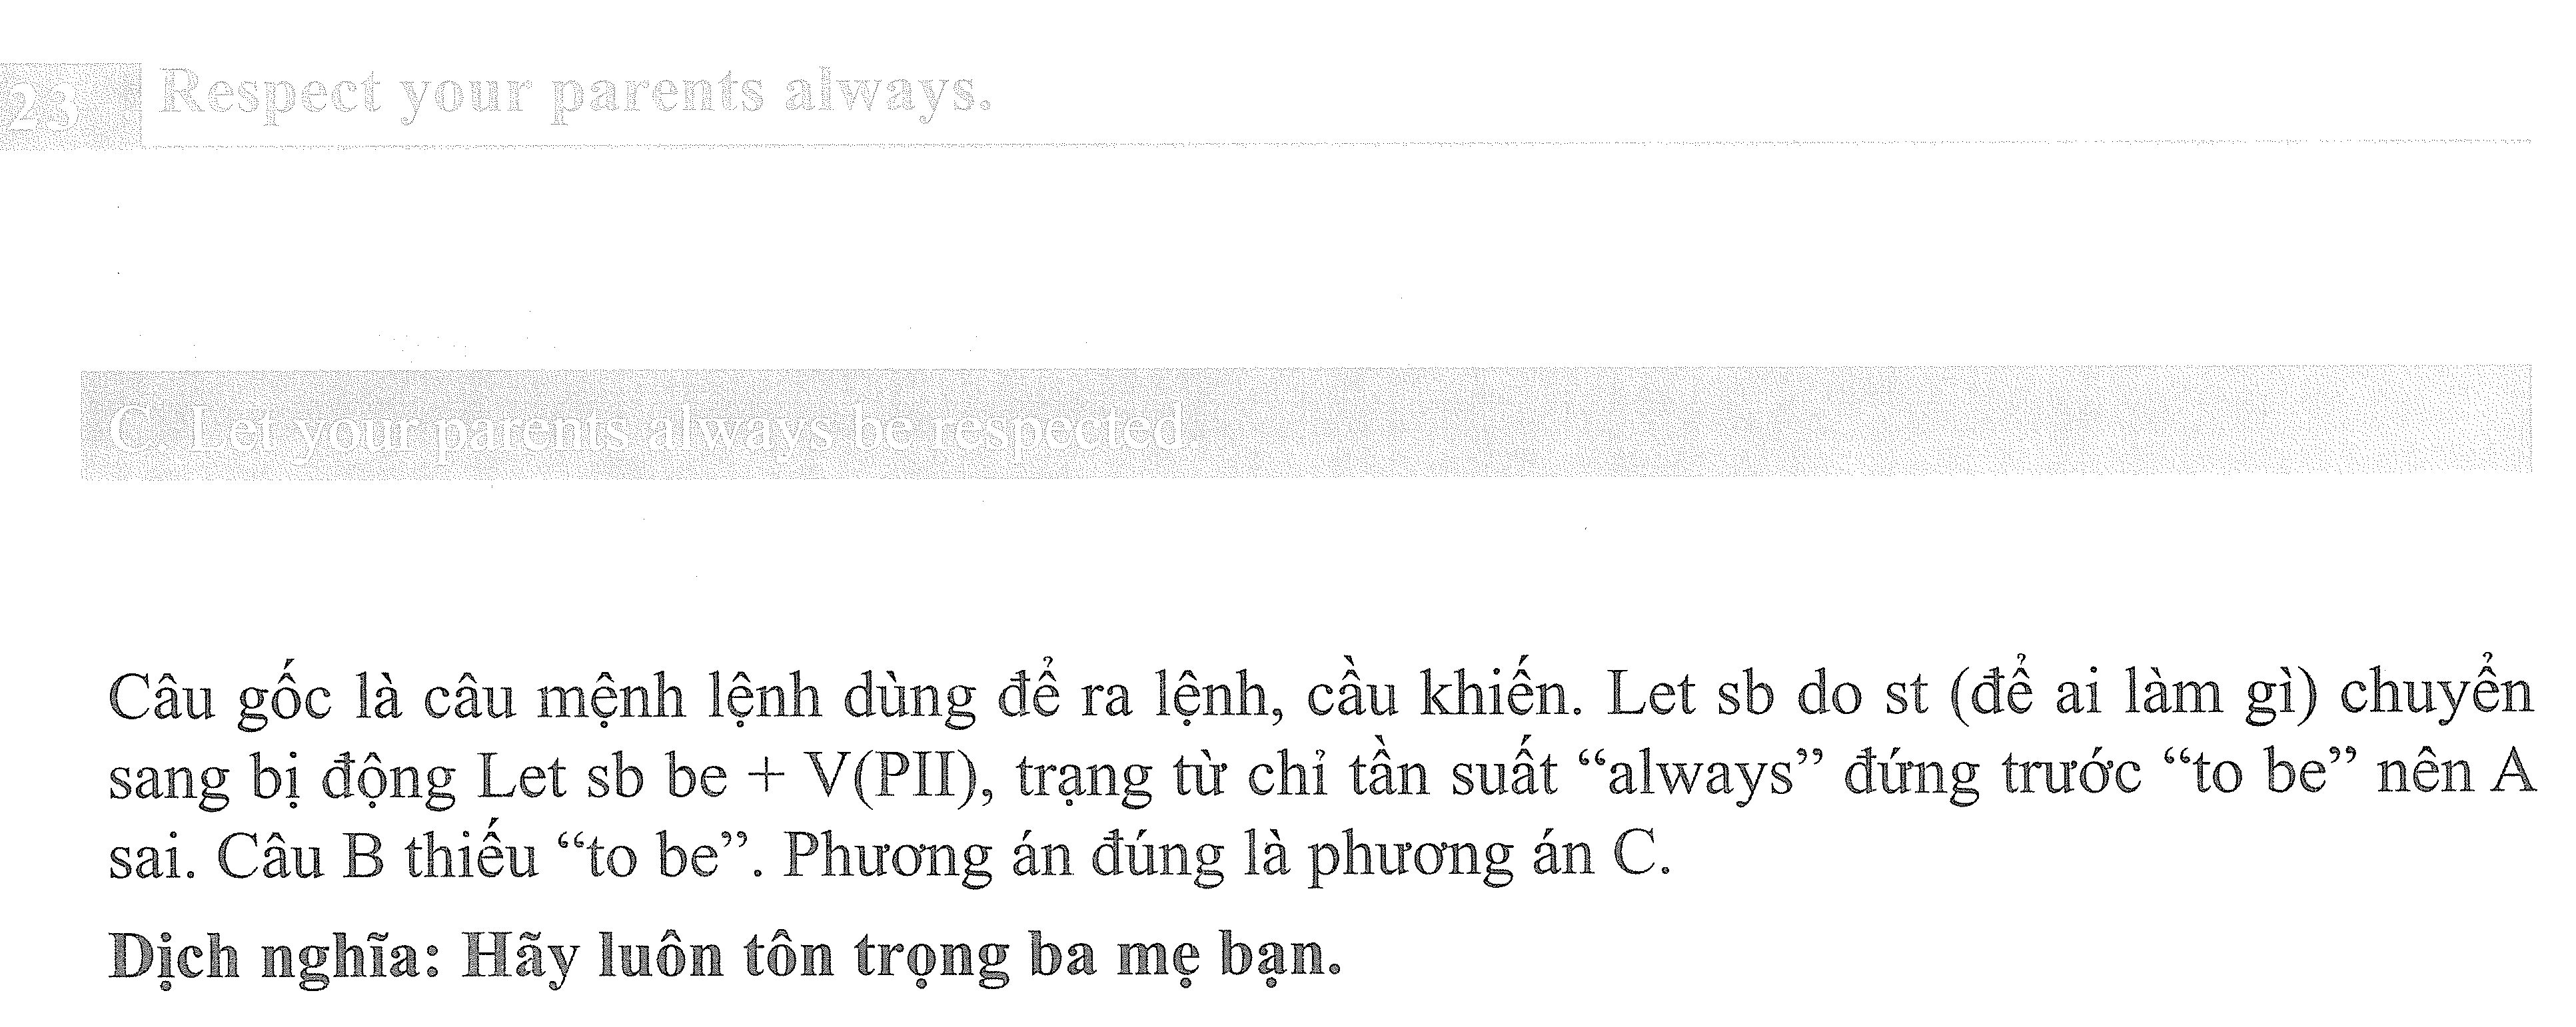 23 Respect your parents always.
C. Let your parents always be respected.
Câu gốc là câu mệnh lệnh dùng để ra lệnh, cầu khiến. Let sb do st (để ai làm gì) chuyển
sang bị động Let sb be + V(PII), trạng từ chỉ tần suất “always” đứng trước “to be” nên A
sai. Câu B thiếu “to be”. Phương án đúng là phương án C.
Dịch nghĩa: Hãy luôn tôn trọng ba mẹ bạn.